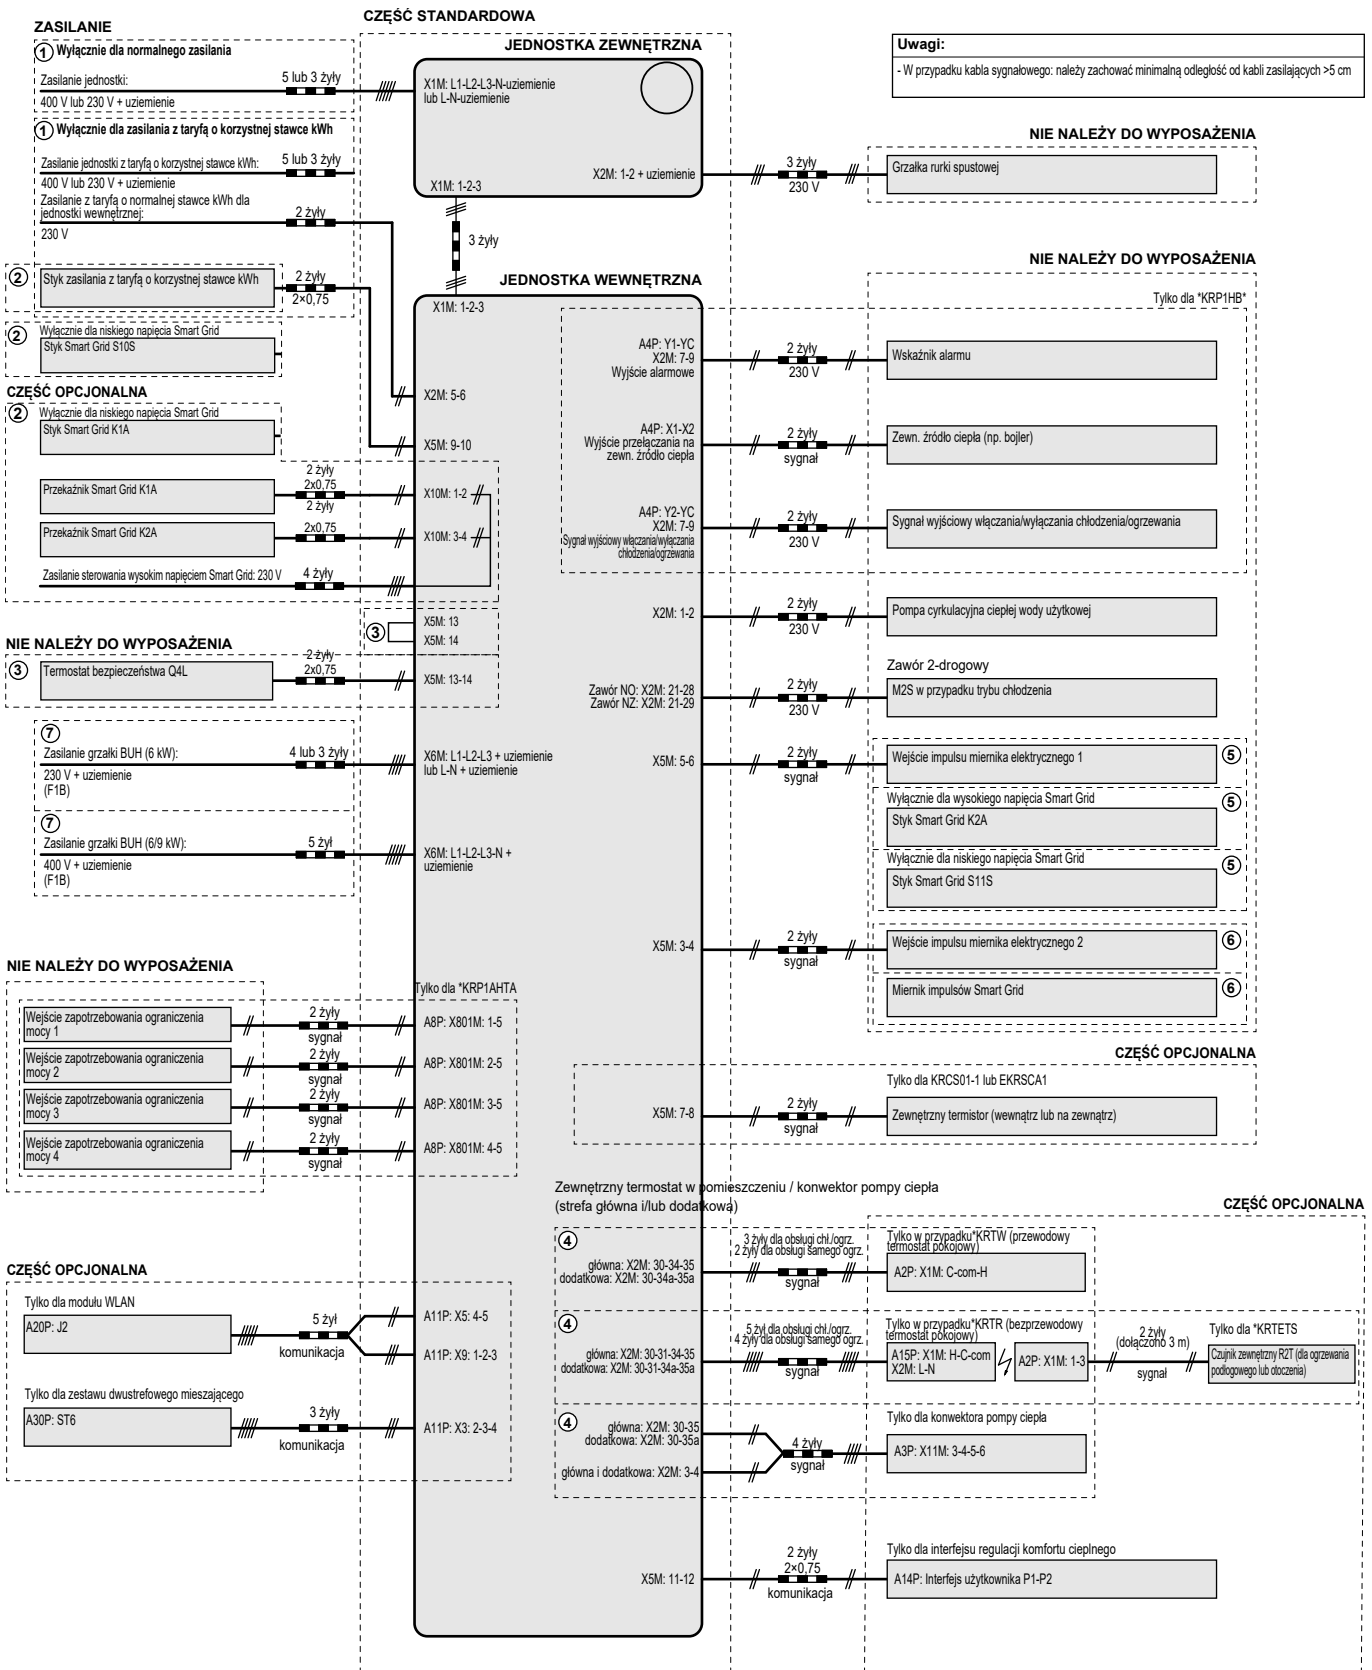 CZĘŚĆ STANDARDOWA
ZASILANIE
① Wyłącznie dla normalnego zasilania
Zasilanie jednostki:
5 lub 3 żyły
400 V lub 230 V + uziemienie
① Wyłącznie dla zasilania z taryfą o korzystnej stawce kWh
Zasilanie jednostki z taryfą o korzystnej stawce kWh:
5 lub 3 żyły
400 V lub 230 V + uziemienie
Zasilanie z taryfą o normalnej stawce kWh dla
jednostki wewnętrznej:
2 żyły
230 V
②
Styk zasilania z taryfą o korzystnej stawce kWh
2 żyły
2×0,75
② Wyłącznie dla niskiego napięcia Smart Grid
Styk Smart Grid S10S
CZĘŚĆ OPCJONALNA
② Wyłącznie dla niskiego napięcia Smart Grid
Styk Smart Grid K1A
Przekaźnik Smart Grid K1A
2 żyły
2x0,75
2 żyły
Przekaźnik Smart Grid K2A
2x0,75
Zasilanie sterowania wysokim napięciem Smart Grid: 230 V
4 żyły
NIE NALEŻY DO WYPOSAŻENIA
③
Termostat bezpieczeństwa Q4L
2 żyły
2x0,75
⑦
Zasilanie grzałki BUH (6 kW):
4 lub 3 żyły
230 V + uziemienie
(F1B)
⑦
Zasilanie grzałki BUH (6/9 kW):
5 żył
400 V + uziemienie
(F1B)
NIE NALEŻY DO WYPOSAŻENIA
Wejście zapotrzebowania ograniczenia
mocy 1
2 żyły
sygnał
Wejście zapotrzebowania ograniczenia
mocy 2
2 żyły
sygnał
Wejście zapotrzebowania ograniczenia
mocy 3
2 żyły
sygnał
Wejście zapotrzebowania ograniczenia
mocy 4
2 żyły
sygnał
CZĘŚĆ OPCJONALNA
Tylko dla modułu WLAN
A20P: J2
5 żył
komunikacja
Tylko dla zestawu dwustrefowego mieszającego
A30P: ST6
3 żyły
komunikacja
JEDNOSTKA ZEWNĘTRZNA
X1M: L1-L2-L3-N-uziemienie
lub L-N-uziemienie
X2M: 1-2 + uziemienie
X1M: 1-2-3
3 żyły
JEDNOSTKA WEWNĘTRZNA
X1M: 1-2-3
X2M: 5-6
X5M: 9-10
X10M: 1-2
X10M: 3-4
③
X5M: 13
X5M: 14
X5M: 13-14
X6M: L1-L2-L3 + uziemienie
lub L-N + uziemienie
X6M: L1-L2-L3-N +
uziemienie
Tylko dla *KRP1AHTA
A8P: X801M: 1-5
A8P: X801M: 2-5
A8P: X801M: 3-5
A8P: X801M: 4-5
A11P: X5: 4-5
A11P: X9: 1-2-3
A11P: X3: 2-3-4
Uwagi:
- W przypadku kabla sygnałowego: należy zachować minimalną odległość od kabli zasilających >5 cm
NIE NALEŻY DO WYPOSAŻENIA
3 żyły
230 V
Grzałka rurki spustowej
NIE NALEŻY DO WYPOSAŻENIA
Tylko dla *KRP1HB*
A4P: Y1-YC
X2M: 7-9
Wyjście alarmowe
2 żyły
230 V
Wskaźnik alarmu
A4P: X1-X2
Wyjście przełączania na
zewn. źródło ciepła
2 żyły
sygnał
Zewn. źródło ciepła (np. bojler)
A4P: Y2-YC
X2M: 7-9
Sygnał wyjściowy włączania/wyłączania
chłodzenia/ogrzewania
2 żyły
230 V
Sygnał wyjściowy włączania/wyłączania chłodzenia/ogrzewania
X2M: 1-2
2 żyły
230 V
Pompa cyrkulacyjna ciepłej wody użytkowej
Zawór 2-drogowy
Zawór NO: X2M: 21-28
Zawór NZ: X2M: 21-29
2 żyły
230 V
M2S w przypadku trybu chłodzenia
X5M: 5-6
2 żyły
sygnał
Wejście impulsu miernika elektrycznego 1 ⑤
Wyłącznie dla wysokiego napięcia Smart Grid ⑤
Styk Smart Grid K2A
Wyłącznie dla niskiego napięcia Smart Grid ⑤
Styk Smart Grid S11S
X5M: 3-4
2 żyły
sygnał
Wejście impulsu miernika elektrycznego 2 ⑥
Miernik impulsów Smart Grid ⑥
CZĘŚĆ OPCJONALNA
Tylko dla KRCS01-1 lub EKRSCA1
X5M: 7-8
2 żyły
sygnał
Zewnętrzny termistor (wewnątrz lub na zewnątrz)
Zewnętrzny termostat w pomieszczeniu / konwektor pompy ciepła
(strefa główna i/lub dodatkowa)
CZĘŚĆ OPCJONALNA
④
główna: X2M: 30-34-35
dodatkowa: X2M: 30-34a-35a
3 żyły dla obsługi chł./ogrz.
2 żyły dla obsługi samego ogrz.
sygnał
Tylko w przypadku*KRTW (przewodowy
termostat pokojowy)
A2P: X1M: C-com-H
④
główna: X2M: 30-31-34-35
dodatkowa: X2M: 30-31-34a-35a
5 żył dla obsługi chł./ogrz.
4 żyły dla obsługi samego ogrz.
sygnał
Tylko w przypadku*KRTR (bezprzewodowy
termostat pokojowy)
A15P: X1M: H-C-com
X2M: L-N
A2P: X1M: 1-3
2 żyły
(dołączono 3 m)
sygnał
Tylko dla *KRTETS
Czujnik zewnętrzny R2T (dla ogrzewania
podłogowego lub otoczenia)
④
główna: X2M: 30-35
dodatkowa: X2M: 30-35a
główna i dodatkowa: X2M: 3-4
4 żyły
sygnał
Tylko dla konwektora pompy ciepła
A3P: X11M: 3-4-5-6
X5M: 11-12
2 żyły
2×0,75
komunikacja
Tylko dla interfejsu regulacji komfortu cieplnego
A14P: Interfejs użytkownika P1-P2